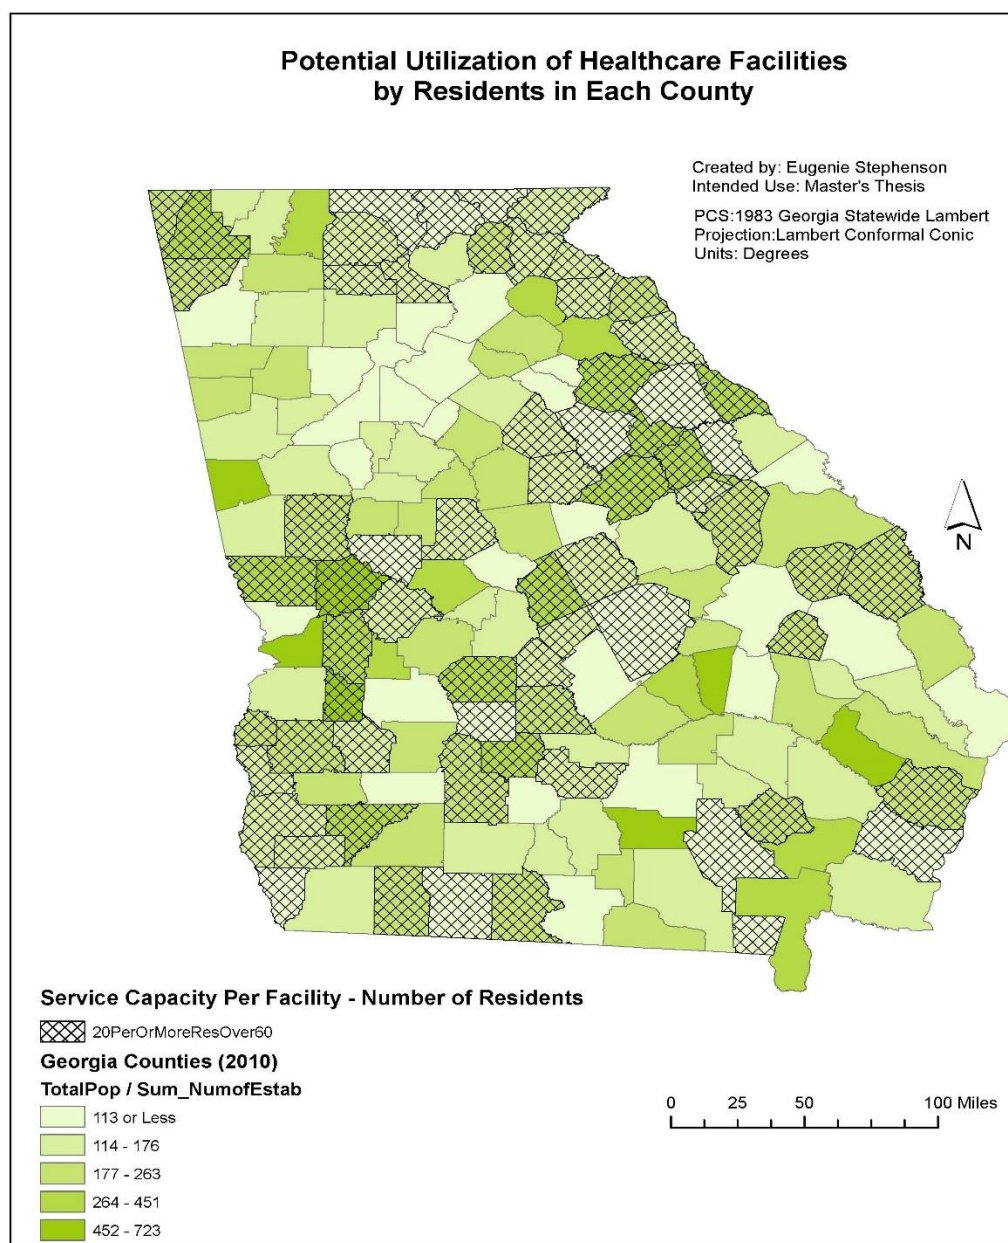 Potential Utilization of Healthcare Facilities
by Residents in Each County
Created by: Eugenie Stephenson
Intended Use: Master's Thesis
PCS:1983 Georgia Statewide Lambert
Projection:Lambert Conformal Conic
Units: Degrees
N
Service Capacity Per Facility - Number of Residents
20PerOrMoreResOver60
Georgia Counties (2010)
TotalPop / Sum_NumofEstab
113 or Less
114 - 176
177 - 263
264 - 451
452 - 723
0 25 50 100 Miles